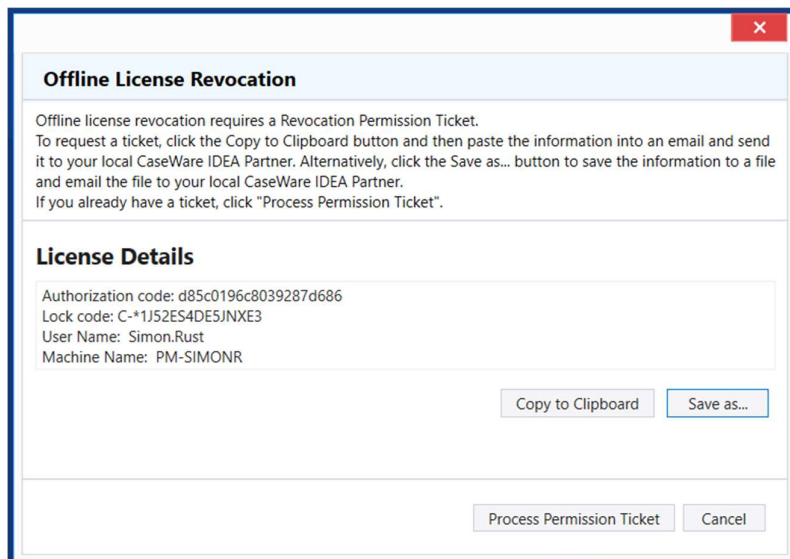 Offline License Revocation
Offline license revocation requires a Revocation Permission Ticket.
To request a ticket, click the Copy to Clipboard button and then paste the information into an email and send
it to your local CaseWare IDEA Partner. Alternatively, click the Save as... button to save the information to a file
and email the file to your local CaseWare IDEA Partner.
If you already have a ticket, click "Process Permission Ticket".
License Details
Authorization code: d85c0196c8039287d686
Lock code: C-*1J52ES4DE5JNXE3
User Name: Simon.Rust
Machine Name: PM-SIMONR
Copy to Clipboard Save as...
Process Permission Ticket Cancel